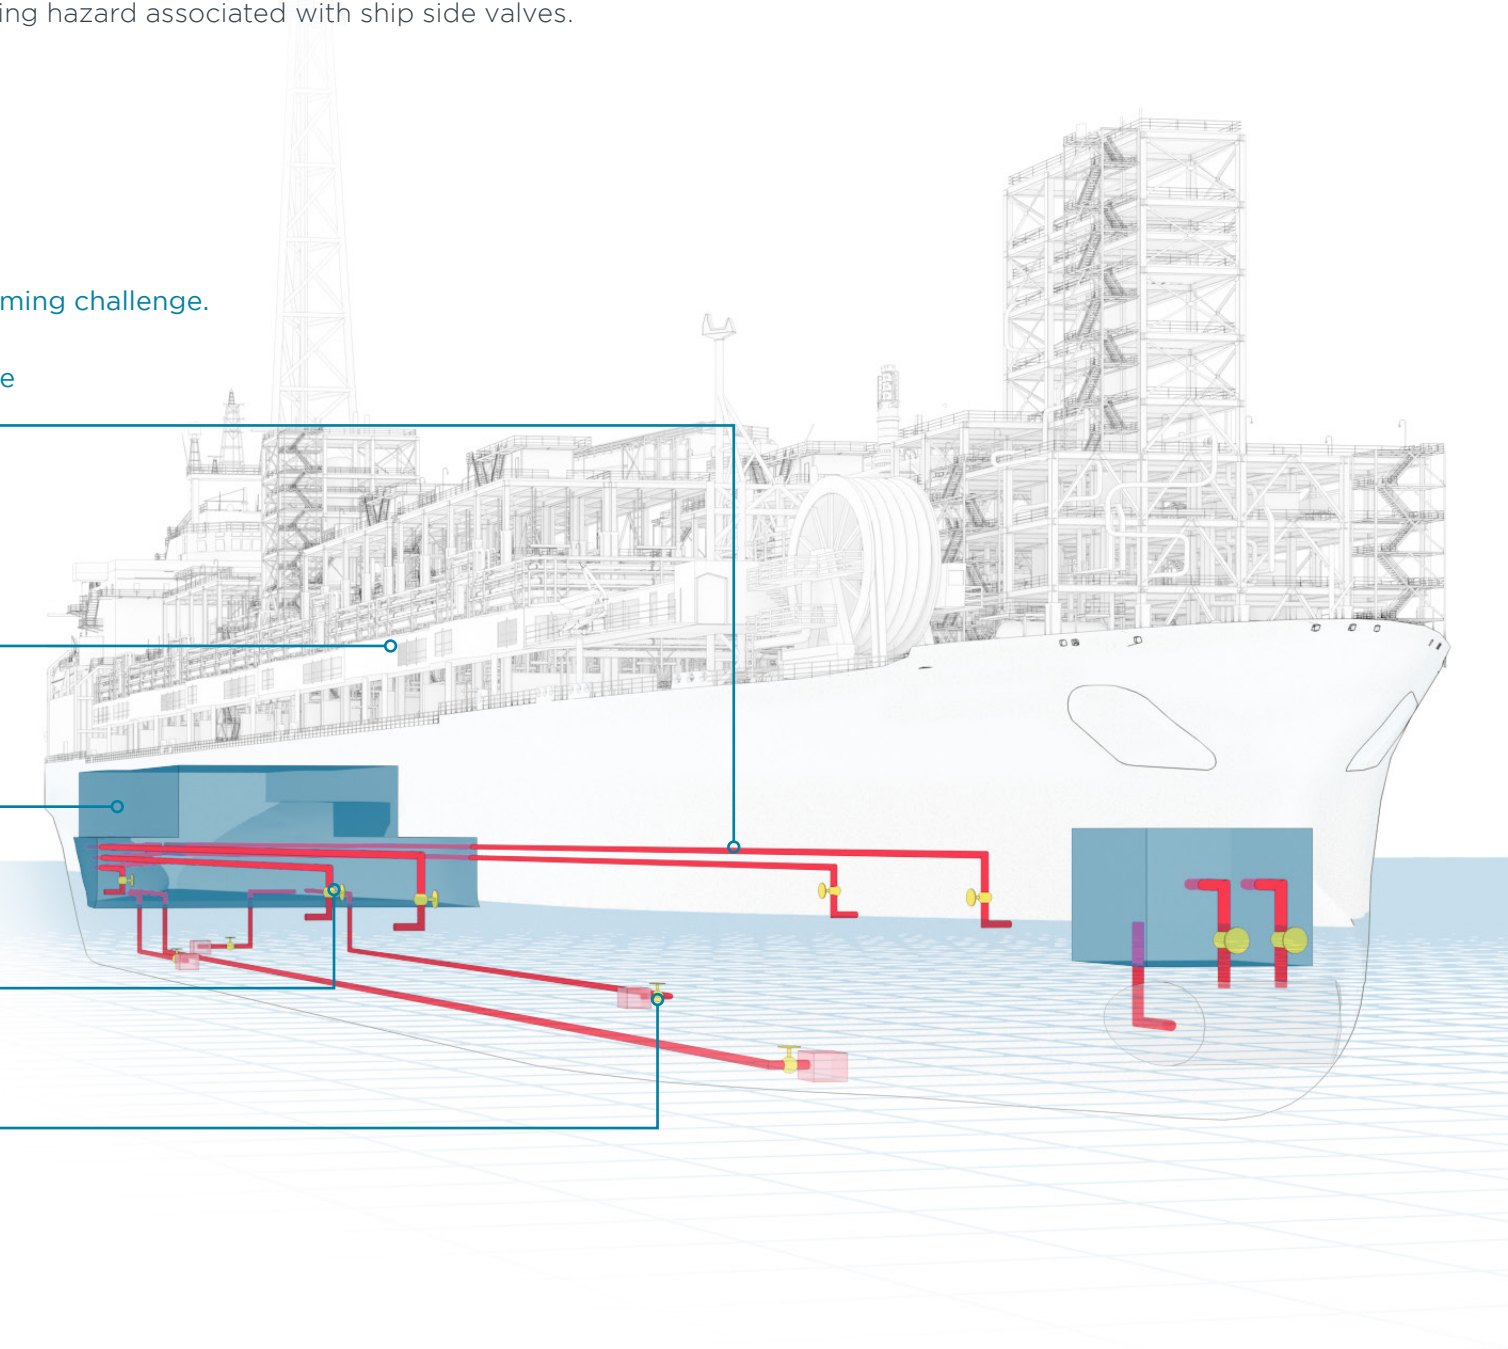 ing hazard associated with ship side valves.
ming challenge.
e